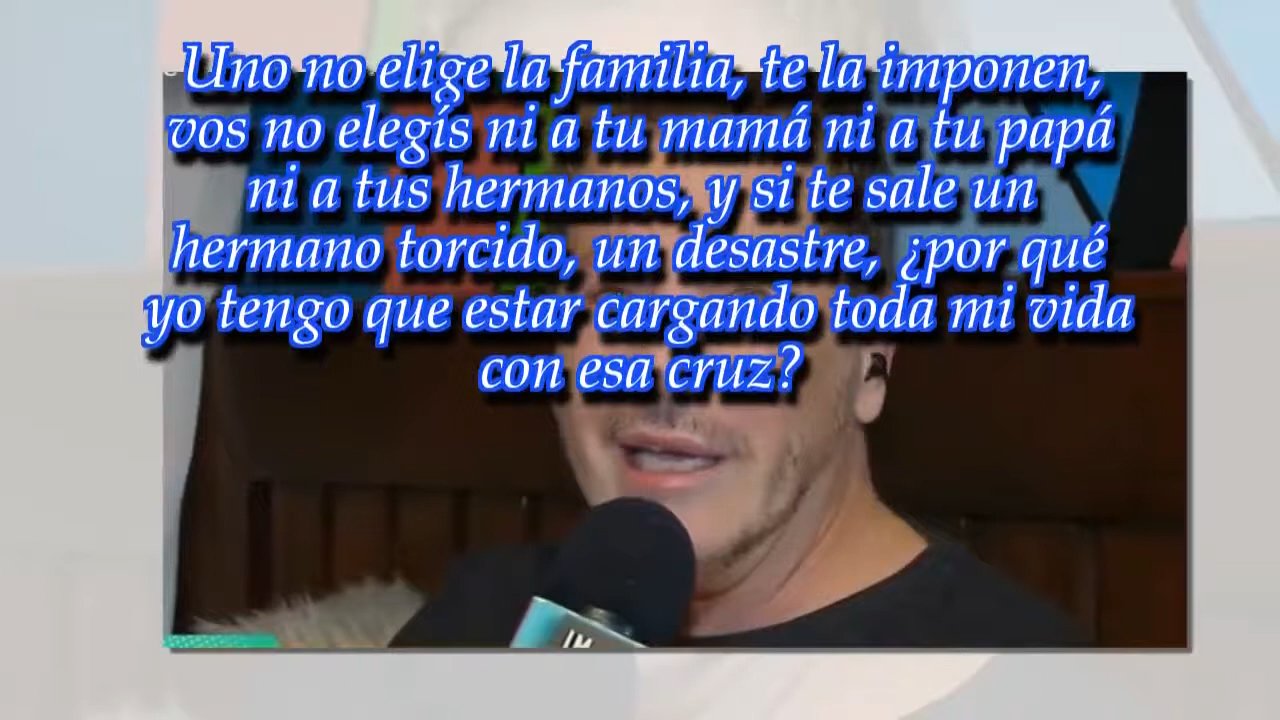 Uno no elige la familia, te la imponen,
vos no elegís ni a tu mamá ni a tu papá
ni a tus hermanos, y si te sale un
hermano torcido, un desastre, ¿por qué
yo tengo que estar cargando toda mi vida
con esa cruz?
IM